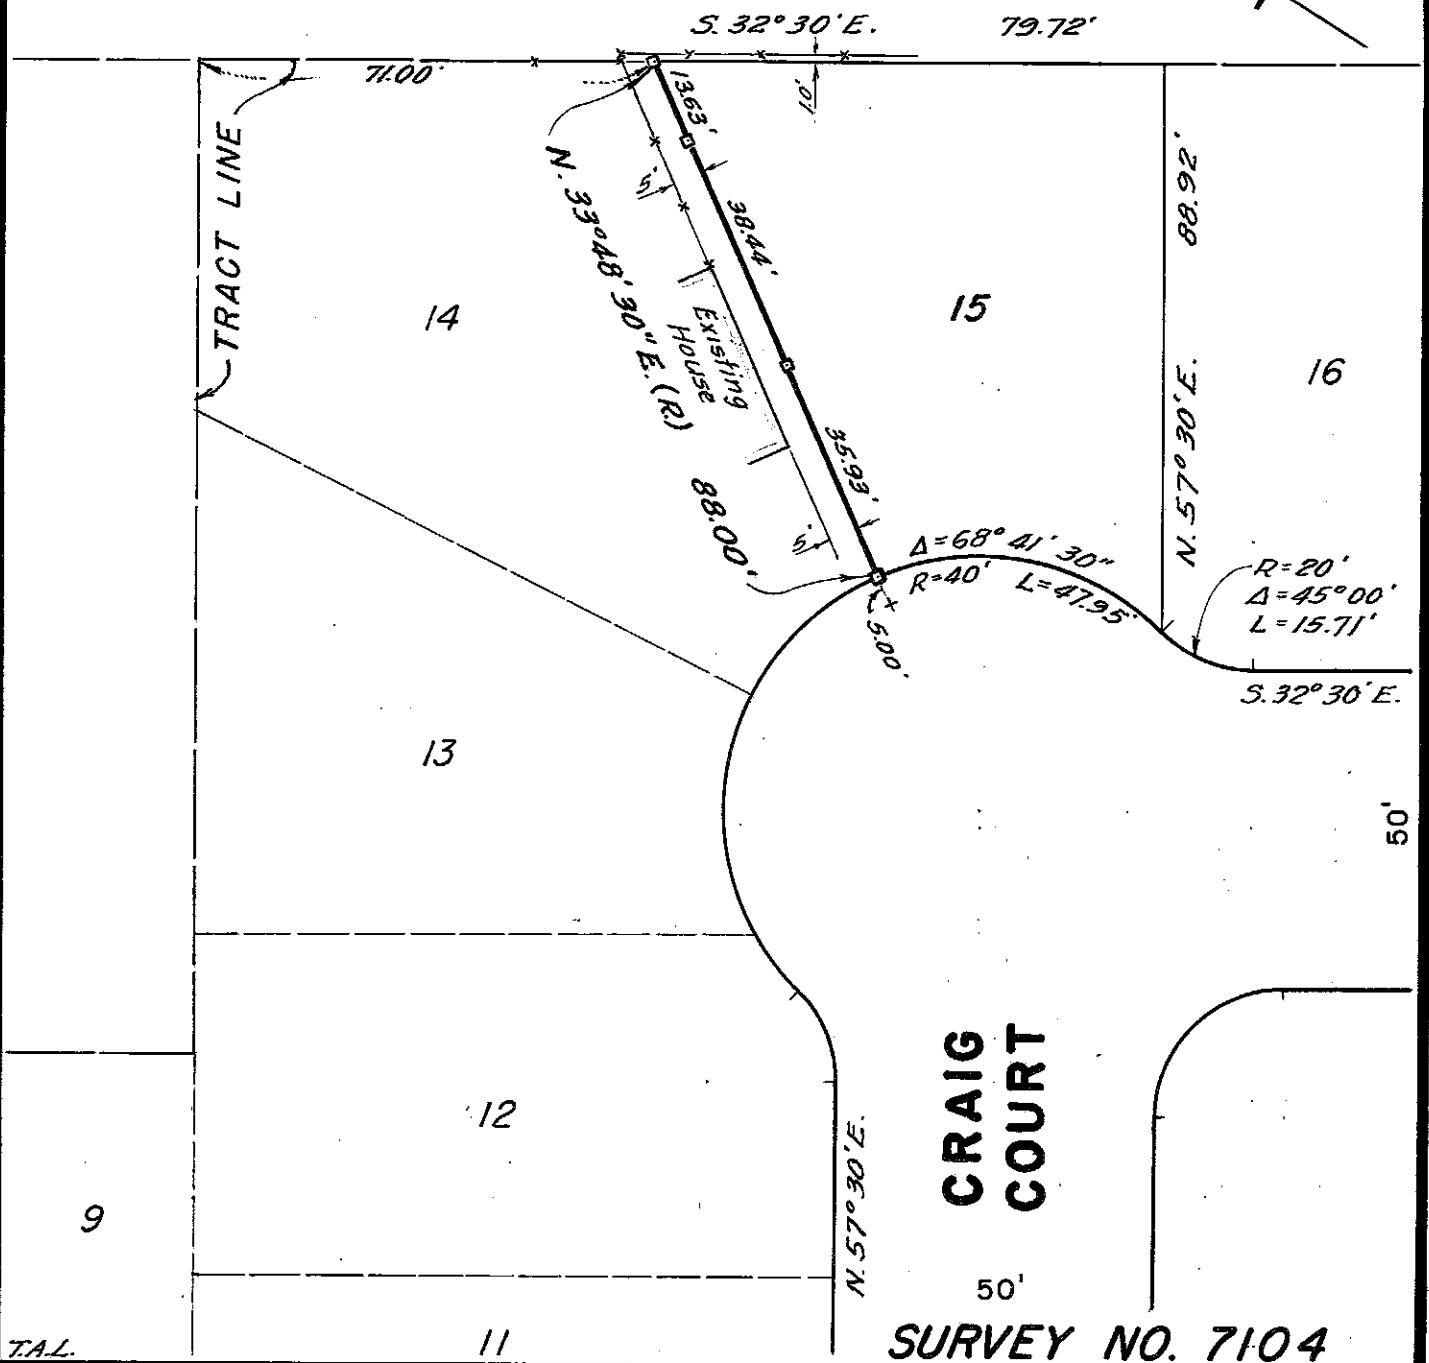 S. 32° 30' E. 79.72'
71.00'
13.63'
1.0'
TRACT LINE
N. 33° 48' 30" E. (R.)
88.00'
5'
38.44'
88.92'
N. 57° 30' E.
14
15
16
Existing
House
35.93'
5'
Δ=68° 41' 30"
R=40' L=47.95'
5.00'
R=20'
Δ=45° 00'
L=15.71'
S. 32° 30' E.
13
50'
12
9
11
N. 57° 30' E.
CRAIG
COURT
50'
T.A.L.
SURVEY NO. 7104